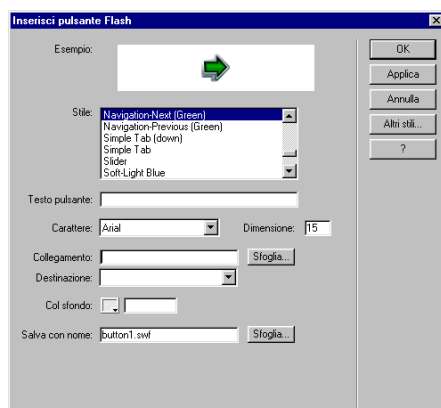 Inserisci pulsante Flash
Esempio:
OK
Applica
Annulla
Altri stili...
?
Stile:
Navigation-Next (Green)
Navigation-Previous (Green)
Simple Tab (down)
Simple Tab
Slider
Soft-Light Blue
Testo pulsante:
Carattere: Arial Dimensione: 15
Collegamento: Sfoglia...
Destinazione:
Col sfondo:
Salva con nome: button1.swf Sfoglia...